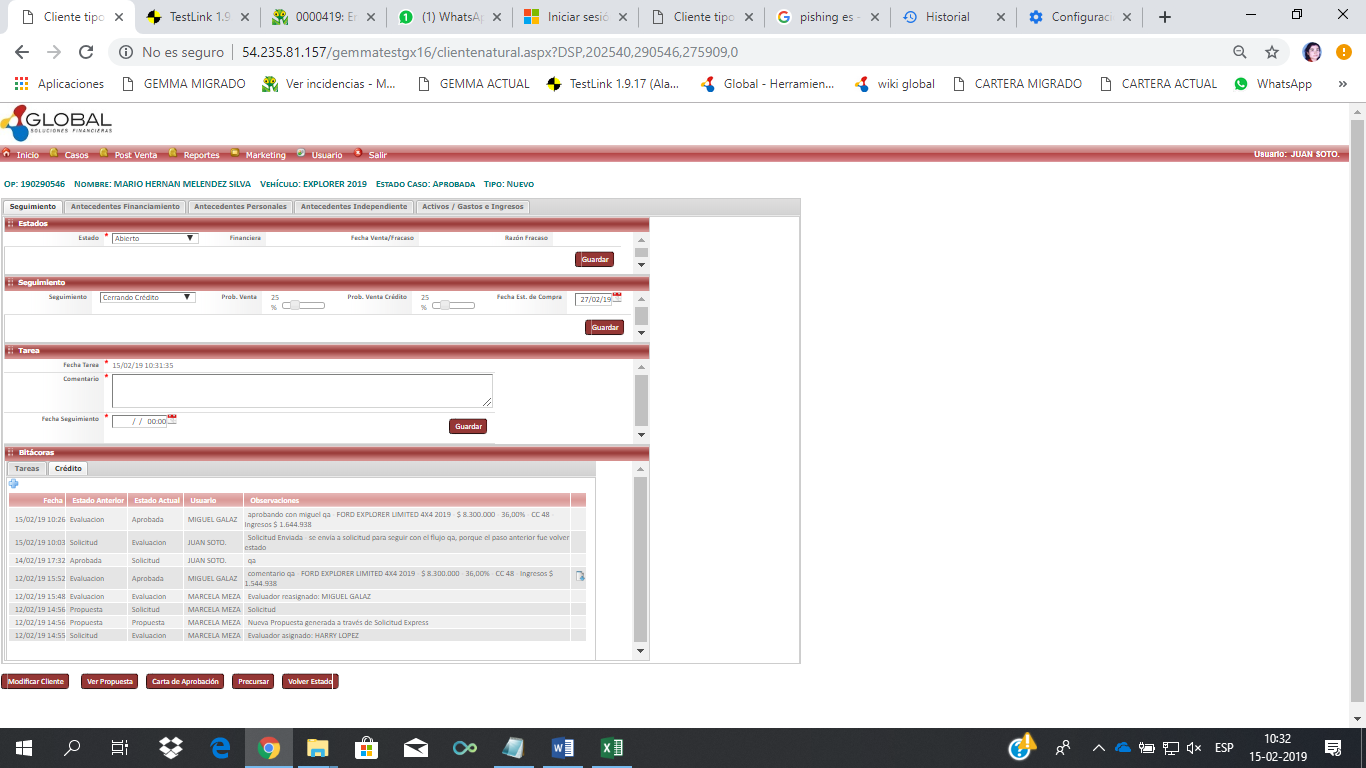 Cliente tipo TestLink 1.9 0000419: Er (1) WhatsAp Iniciar sesió Cliente tipo pishing es - Historial Configurac
No es seguro 54.235.81.157/gemmatestgx16/clientenatural.aspx?DSP,202540,290546,275909,0
Aplicaciones GEMMA MIGRADO Ver incidencias - M... GEMMA ACTUAL TestLink 1.9.17 (Ala... Global - Herramien... wiki global CARTERA MIGRADO CARTERA ACTUAL WhatsApp »
GLOBAL
SOLUCIONES FINANCIERAS
Inicio Casos Post Venta Reportes Marketing Usuario Salir Usuario: JUAN SOTO.
Op: 190290546 Nombre: MARIO HERNAN MELENDEZ SILVA Vehículo: EXPLORER 2019 Estado Caso: Aprobada Tipo: Nuevo
Seguimiento Antecedentes Financiamiento Antecedentes Personales Antecedentes Independiente Activos / Gastos e Ingresos
Estados
Estado * Abierto Financiera Fecha Venta/Fracaso Razón Fracaso
Guardar
Seguimiento
Seguimiento Cerrando Crédito Prob. Venta 25 % Prob. Venta Crédito 25 % Fecha Est. de Compra 27/02/19
Guardar
Tarea
Fecha Tarea * 15/02/19 10:31:35
Comentario *
Fecha Seguimiento * / / 00:00
Guardar
Bitácoras
Tareas Crédito
Fecha Estado Anterior Estado Actual Usuario Observaciones
15/02/19 10:26 Evaluacion Aprobada MIGUEL GALAZ aprobando con miguel qa - FORD EXPLORER LIMITED 4X4 2019 - $ 8.300.000 - 36,00% - CC 48 -
Ingresos $ 1.644.938
15/02/19 10:03 Solicitud Evaluacion JUAN SOTO. Solicitud Enviada - se envia a solicitud para seguir con el flujo qa, porque el paso anterior fue volver
estado
14/02/19 17:32 Aprobada Solicitud JUAN SOTO. qa
12/02/19 15:52 Evaluacion Aprobada MIGUEL GALAZ comentario qa - FORD EXPLORER LIMITED 4X4 2019 - $ 8.300.000 - 36,00% - CC 48 - Ingresos $
1.544.938
12/02/19 15:48 Evaluacion Evaluacion MARCELA MEZA Evaluador reasignado: MIGUEL GALAZ
12/02/19 14:56 Propuesta Solicitud MARCELA MEZA Solicitud
12/02/19 14:56 Propuesta Propuesta MARCELA MEZA Nueva Propuesta generada a través de Solicitud Express
12/02/19 14:55 Solicitud Evaluacion MARCELA MEZA Evaluador asignado: HARRY LOPEZ
Modificar Cliente Ver Propuesta Carta de Aprobación Precursar Volver Estado
ESP 10:32
15-02-2019